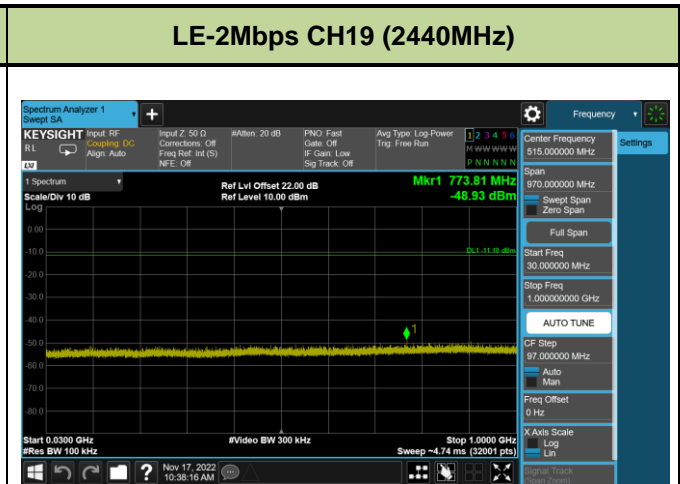 LE-2Mbps CH19 (2440MHz)
Spectrum Analyzer 1
Swept SA
Frequency
KEYSIGHT
RL
LXI
Input: RF
Coupling: DC
Align: Auto
Input Z: 50 Ω
Corrections: Off
Freq Ref: Int (S)
NFE: Off
#Atten: 20 dB
PNO: Fast
Gate: Off
IF Gain: Low
Sig Track: Off
Avg Type: Log-Power
Trig: Free Run
1 2 3 4 5 6
M W W W W W
P N N N N N
Settings
1 Spectrum
Scale/Div 10 dB
Log
Ref Lvl Offset 22.00 dB
Ref Level 10.00 dBm
Mkr1 773.81 MHz
-48.93 dBm
0.00
-10.0
-20.0
-30.0
-40.0
-50.0
-60.0
-70.0
-80.0
DL1 -11.18 dBm
1
Start 0.0300 GHz
#Res BW 100 kHz
#Video BW 300 kHz
Stop 1.0000 GHz
Sweep ~4.74 ms (32001 pts)
Center Frequency
515.000000 MHz
Span
970.000000 MHz
Swept Span
Zero Span
Full Span
Start Freq
30.000000 MHz
Stop Freq
1.000000000 GHz
AUTO TUNE
CF Step
97.000000 MHz
Auto
Man
Freq Offset
0 Hz
X Axis Scale
Log
Lin
Signal Track
(Span Zoom)
?
Nov 17, 2022
10:38:16 AM